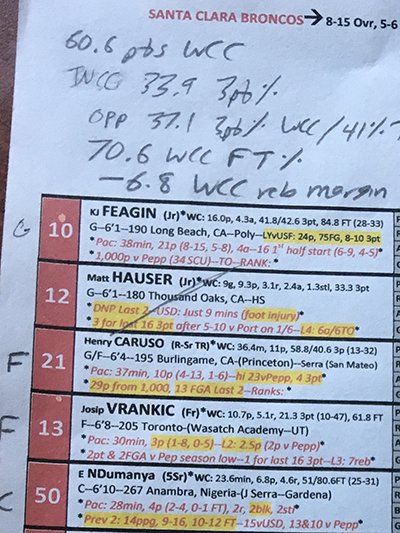 SANTA CLARA BRONCOS→ 8-15 Ovr, 5-6
60.6 pts WCC
33.9 3pt%
OPP 37.1 3pt% WCC/41%
70.6 WCC FT%
-6.8 WCC reb margin
G
10
KJ FEAGIN (Jr)*WC: 16.0p, 4.3a, 41.8/42.6 3pt, 84.8 FT (28-33)
G--6'1--190 Long Beach, CA--Poly--LYvUSF: 24p, 75FG, 8-10 3pt
*Pac: 38min, 21p (8-15, 5-8), 4a--16 1st half start (6-9, 4-5)*
*1,000p v Pepp (34 SCU)--TO--RANK:
12
Matt HAUSER (Jr)*WC: 9g, 9.3p, 3.1r, 2.4a, 1.3stl, 33.3 3pt
G--6'1--180 Thousand Oaks, CA--HS
*DNP Last 2--USD: Just 9 mins (foot injury)*
*3 for last 16 3pt after 5-10 v Port on 1/6--L4: 6a/6TO*
F
21
Henry CARUSO (R-Sr TR)*WC: 36.4m, 11p, 58.8/40.6 3p (13-32)
G/F--6'4--195 Burlingame, CA-(Princeton)--Serra (San Mateo)
*Pac: 37min, 10p (4-13, 1-6)--hi 23vPepp, 4 3pt*
*29p from 1,000, 13 FGA Last 2--Ranks:
F
13
Josip VRANKIC (Fr)*WC: 10.7p, 5.1r, 21.3 3pt (10-47), 61.8 FT
F--6'8--205 Toronto-(Wasatch Academy--UT)
*Pac: 30min, 3p (1-8, 0-5)--L2: 2.5p (2p v Pepp)*
*2pt & 2FGA v Pep season low--1 for last 16 3pt--L3: 7reb*
C
50
E NDumanya (5Sr)*WC: 23.6min, 6.8p, 4.6r, 51/80.6FT (25-31)
C--6'10--267 Anambra, Nigeria-(J Serra--Gardena)
*Pac: 28min, 4p (2-4, 0-1 FT), 2r, 2blk, 2stl*
*Prev 2: 14ppg, 9-16, 10-12 FT--15vUSD, 13&10 v Pepp*